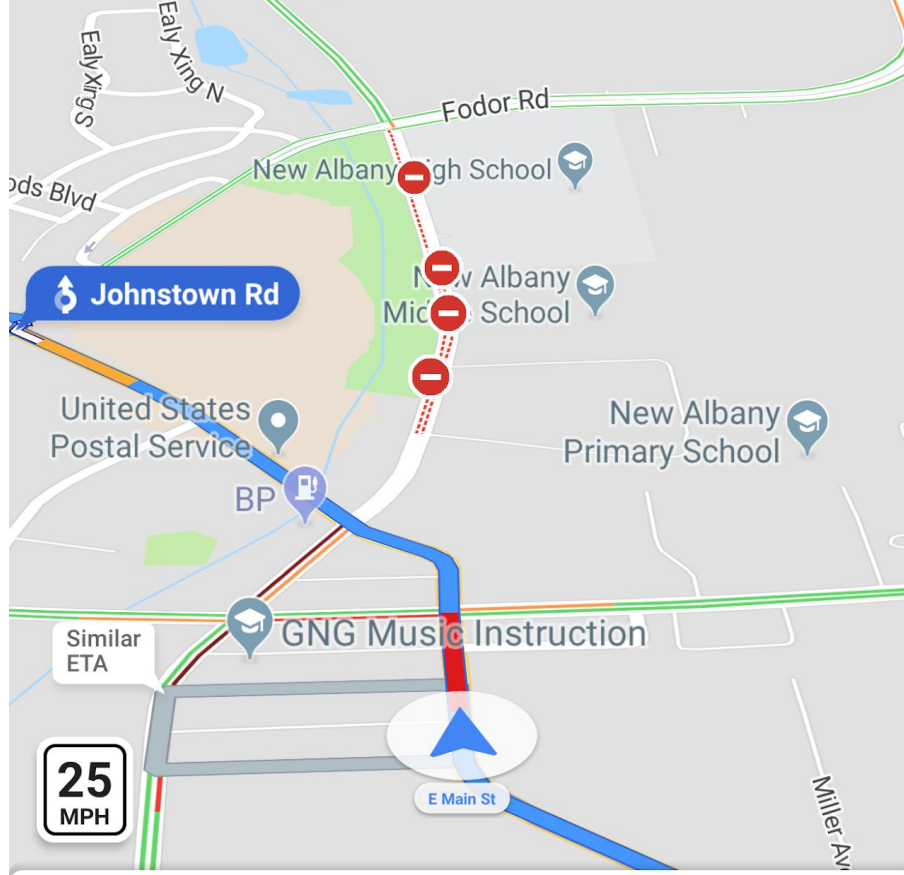 Ealy Xing S
Ealy Xing N
Fodor Rd
New Albany High School
ods Blvd
New Albany
Middle School
Johnstown Rd
United States
Postal Service
New Albany
Primary School
BP
GNG Music Instruction
Similar
ETA
25
MPH
E Main St
Miller Av